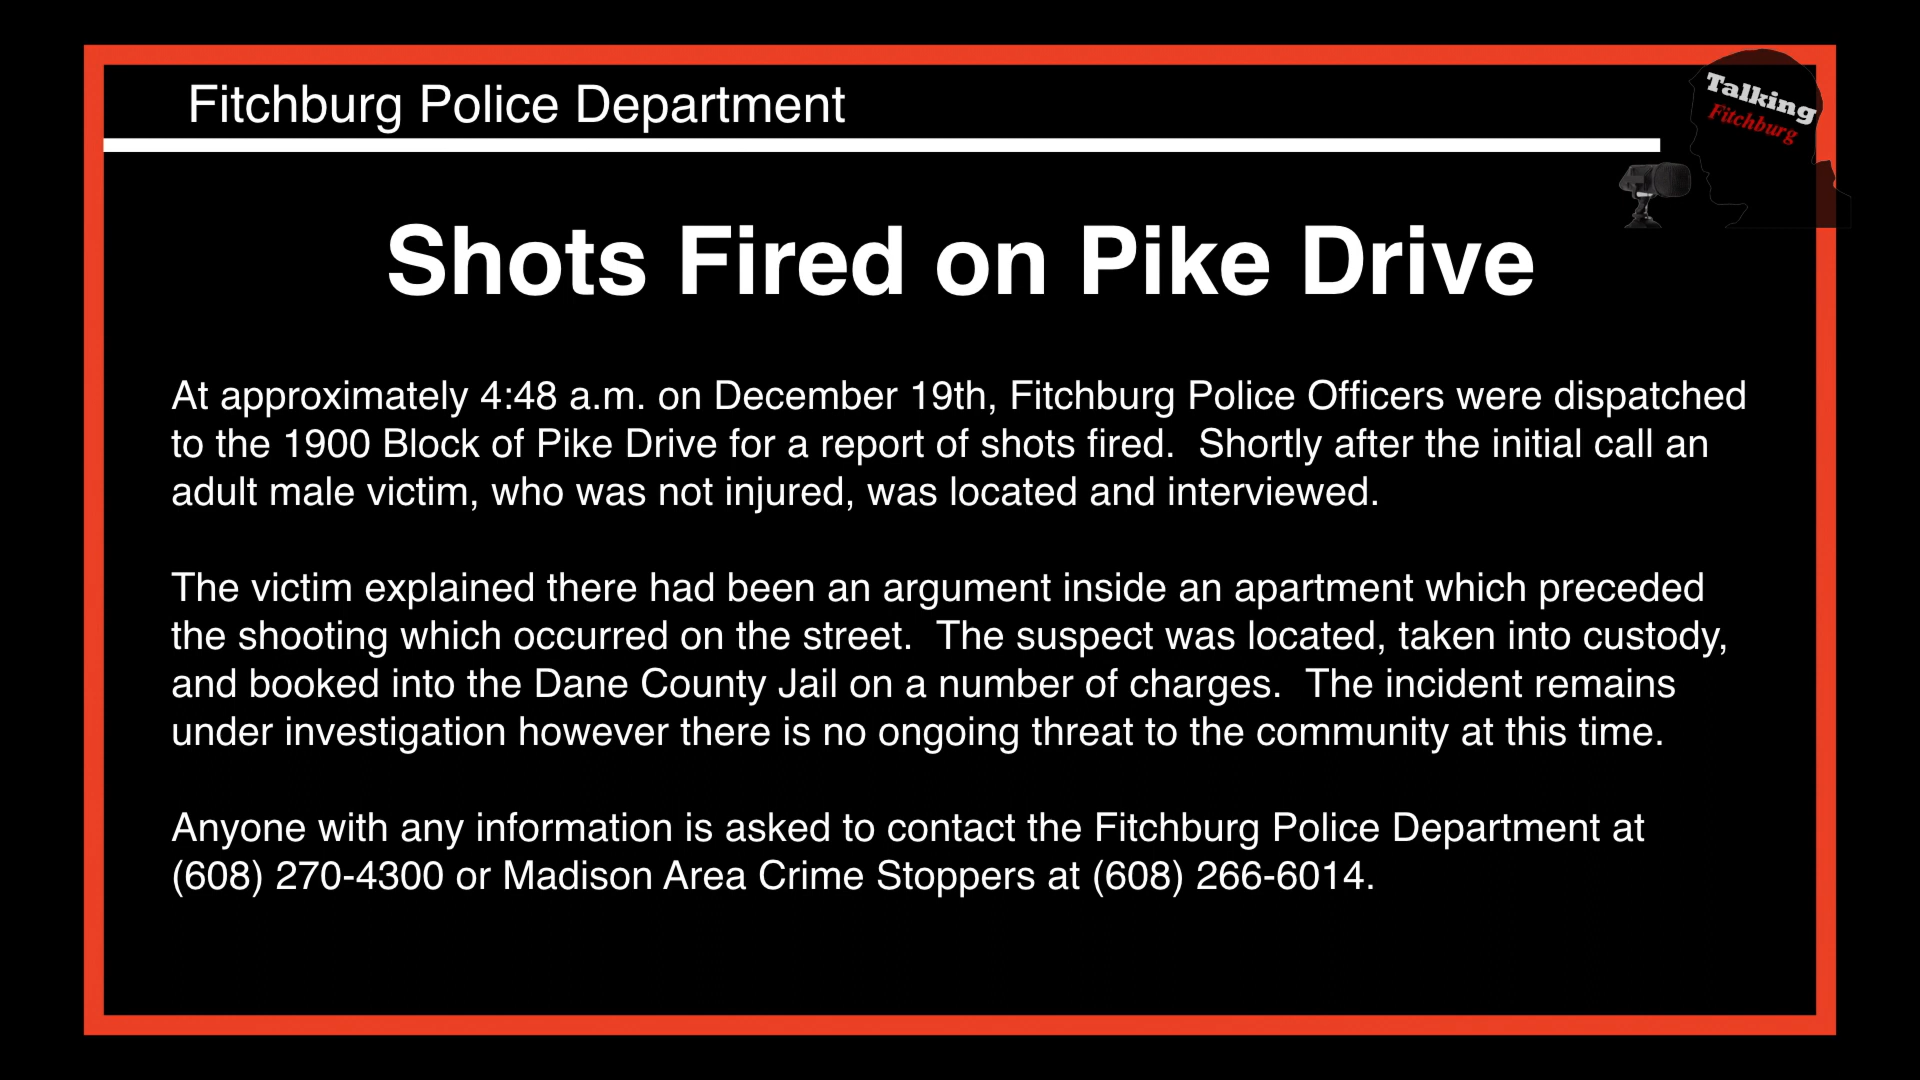 Fitchburg Police Department
Talking
Fitchburg
Shots Fired on Pike Drive
At approximately 4:48 a.m. on December 19th, Fitchburg Police Officers were dispatched
to the 1900 Block of Pike Drive for a report of shots fired.  Shortly after the initial call an
adult male victim, who was not injured, was located and interviewed.
The victim explained there had been an argument inside an apartment which preceded
the shooting which occurred on the street.  The suspect was located, taken into custody,
and booked into the Dane County Jail on a number of charges.  The incident remains
under investigation however there is no ongoing threat to the community at this time.
Anyone with any information is asked to contact the Fitchburg Police Department at
(608) 270-4300 or Madison Area Crime Stoppers at (608) 266-6014.